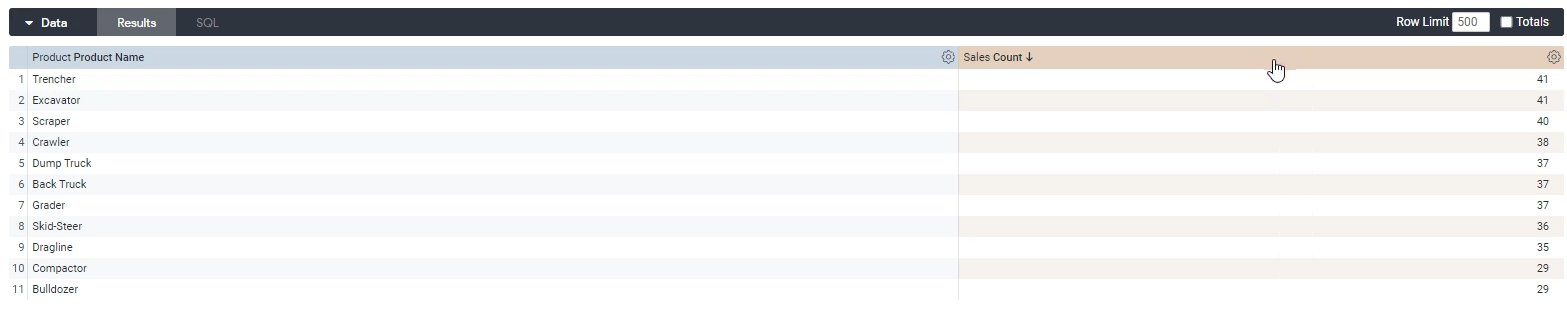 Data Results SQL Row Limit 500 Totals
Product Product Name Sales Count
1 Trencher 41
2 Excavator 41
3 Scraper 40
4 Crawler 38
5 Dump Truck 37
6 Back Truck 37
7 Grader 37
8 Skid-Steer 36
9 Dragline 35
10 Compactor 29
11 Bulldozer 29